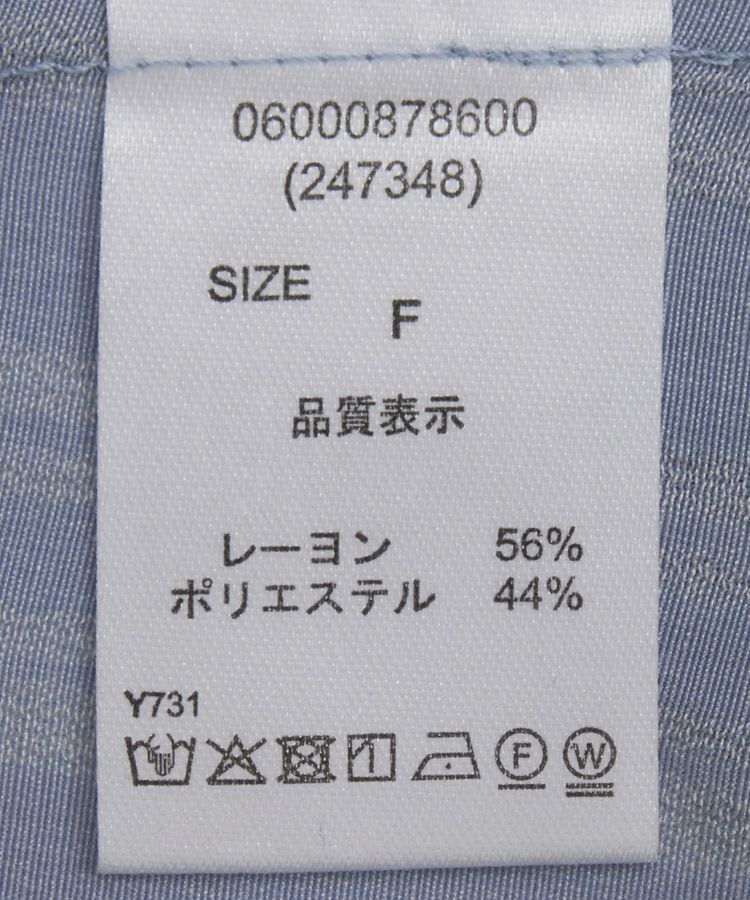 06000878600
(247348)
SIZE
F
品質表示
レーヨン 56%
ポリエステル 44%
Y731
F W